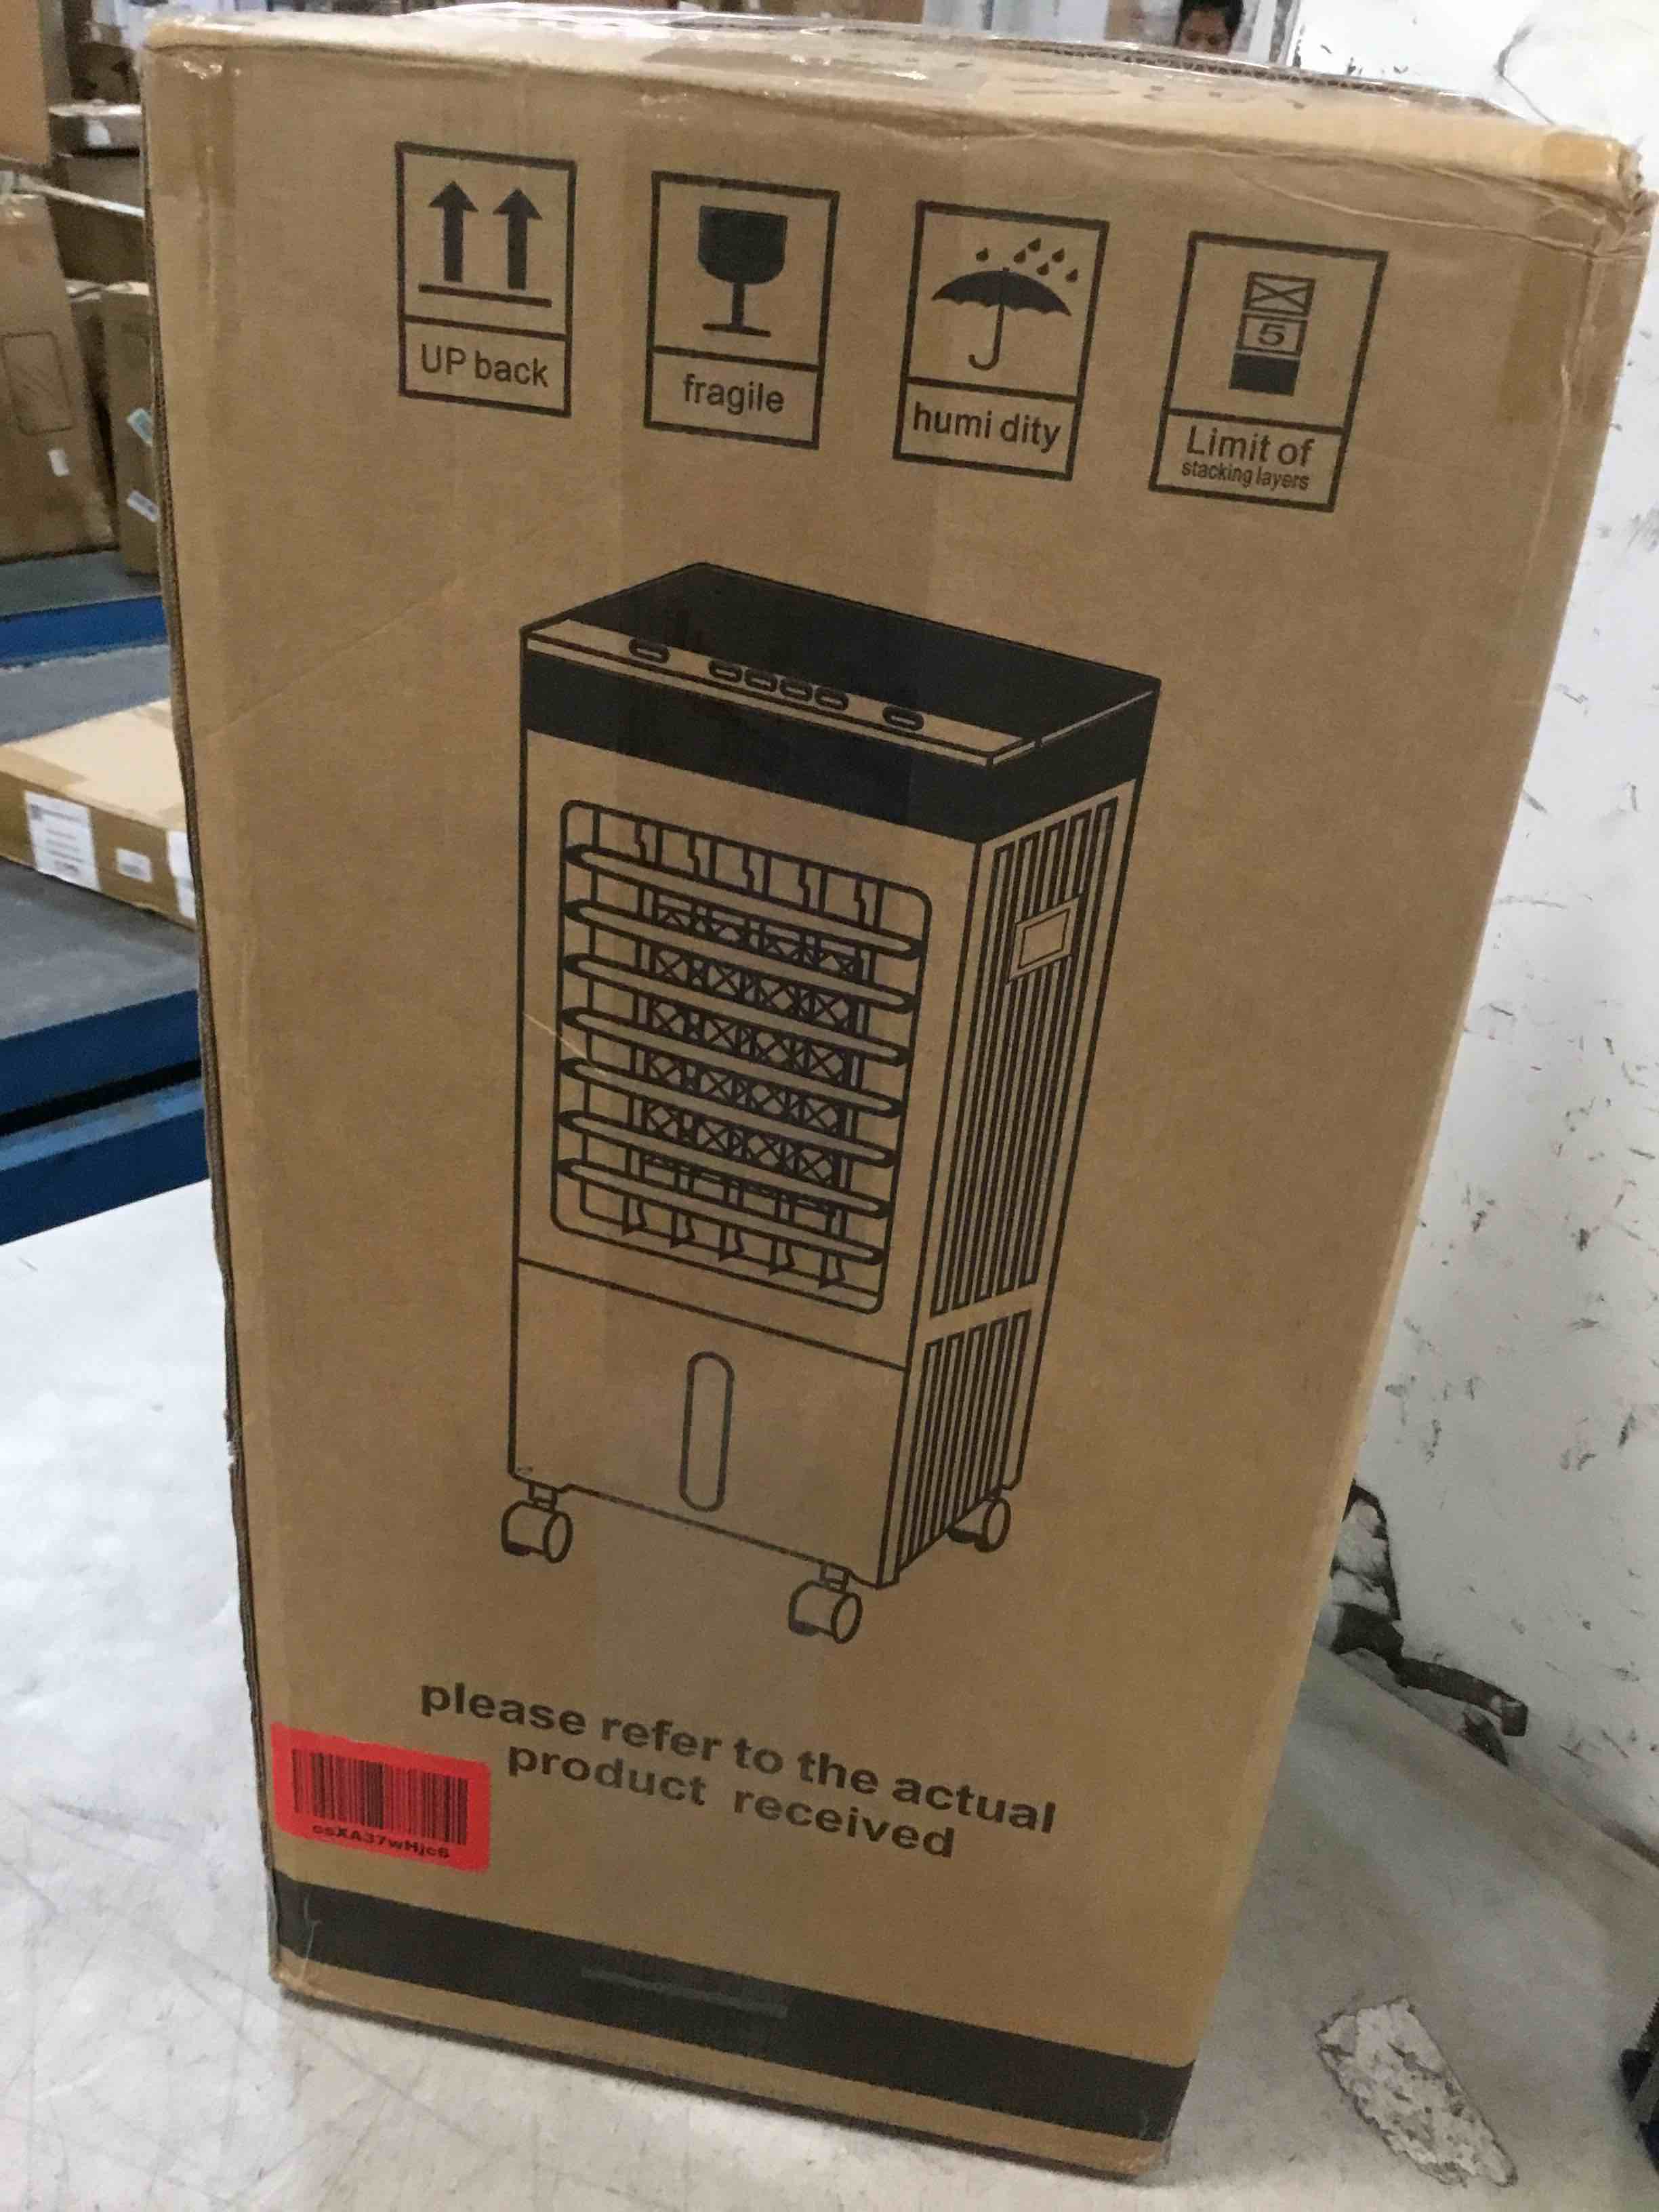 UP back
fragile
humi dity
5
Limit of
stacking layers
please refer to the actual
product received